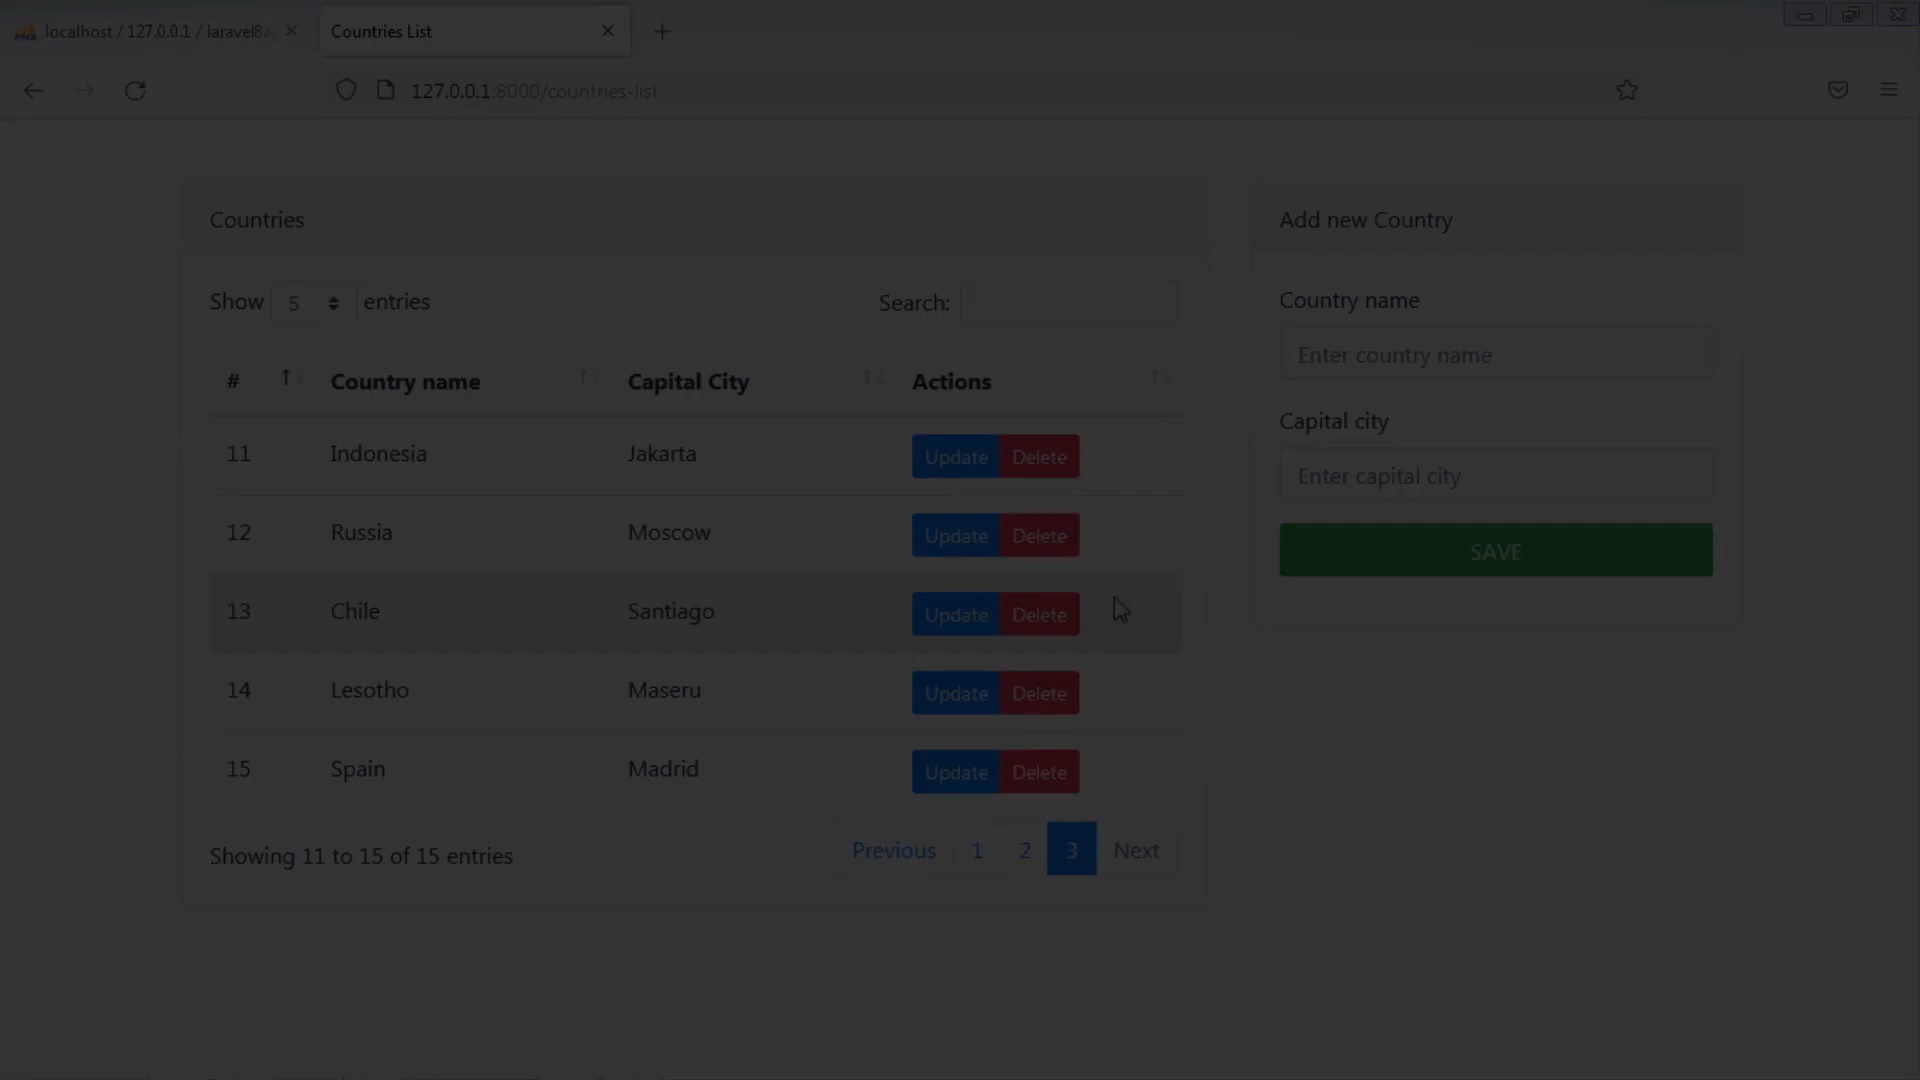 localhost / 127.0.0.1 / laravel8a
Countries List
127.0.0.1:8000/countries-list
Countries
Add new Country
Show 5 entries
Search:
Country name
Enter country name
# Country name Capital City Actions
Capital city
Enter capital city
11 Indonesia Jakarta Update Delete
12 Russia Moscow Update Delete
SAVE
13 Chile Santiago Update Delete
14 Lesotho Maseru Update Delete
15 Spain Madrid Update Delete
Showing 11 to 15 of 15 entries
Previous 1 2 3 Next